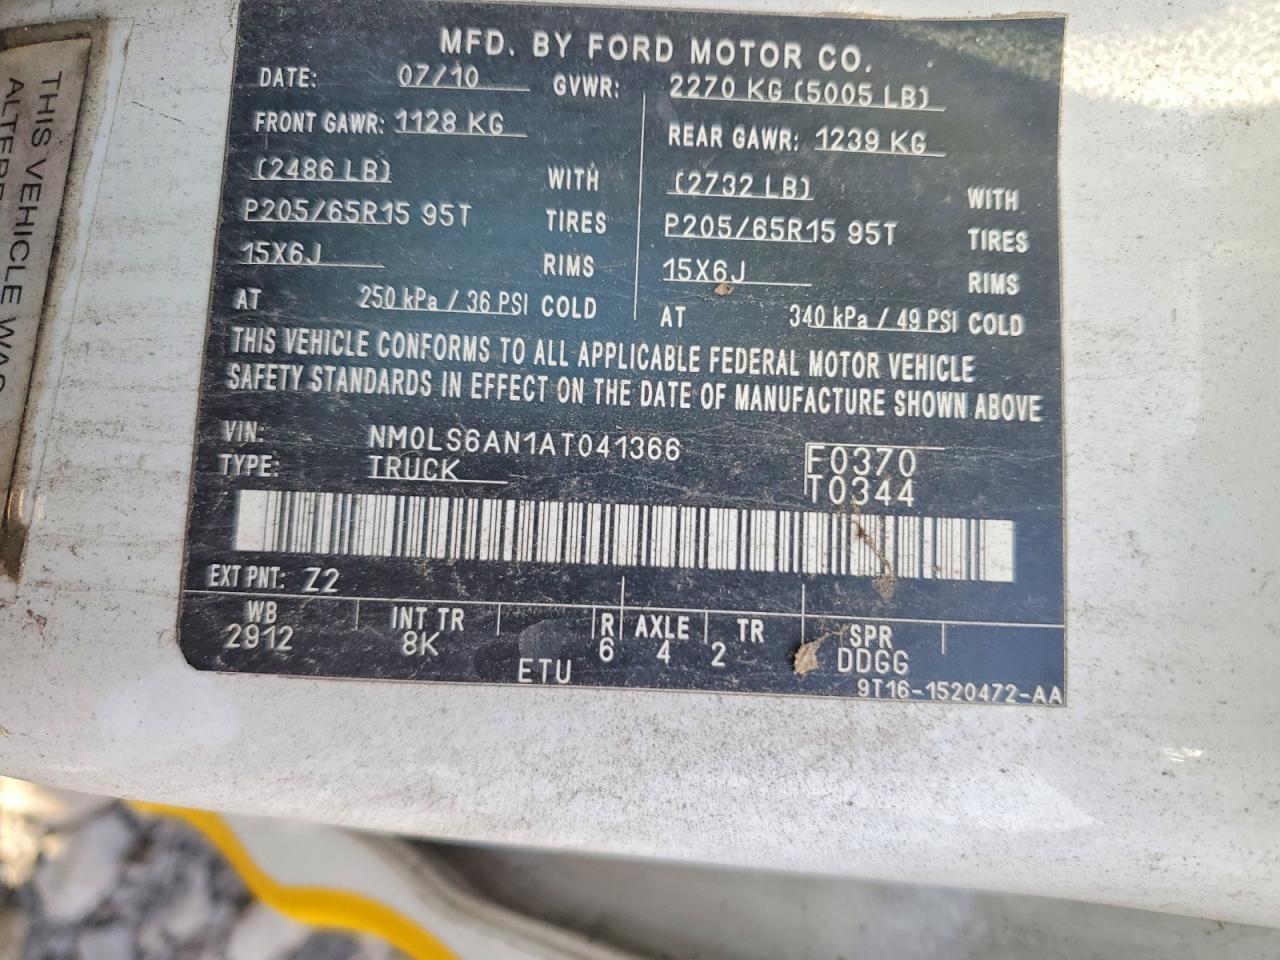 MFD. BY FORD MOTOR CO.
DATE: 07/10 GVWR: 2270 KG (5005 LB)
FRONT GAWR: 1128 KG REAR GAWR: 1239 KG
(2486 LB) WITH (2732 LB) WITH
P205/65R15 95T TIRES P205/65R15 95T TIRES
15X6J RIMS 15X6J RIMS
AT 250 kPa / 36 PSI COLD AT 340 kPa / 49 PSI COLD
THIS VEHICLE CONFORMS TO ALL APPLICABLE FEDERAL MOTOR VEHICLE
SAFETY STANDARDS IN EFFECT ON THE DATE OF MANUFACTURE SHOWN ABOVE
VIN: NM0LS6AN1AT041366 F0370
TYPE: TRUCK T0344
EXT PNT: Z2
WB INT TR R AXLE TR SPR
2912 8K 6 4 2 DDGG
ETU
9T16-1520472-AA
THIS VEHICLE WAS